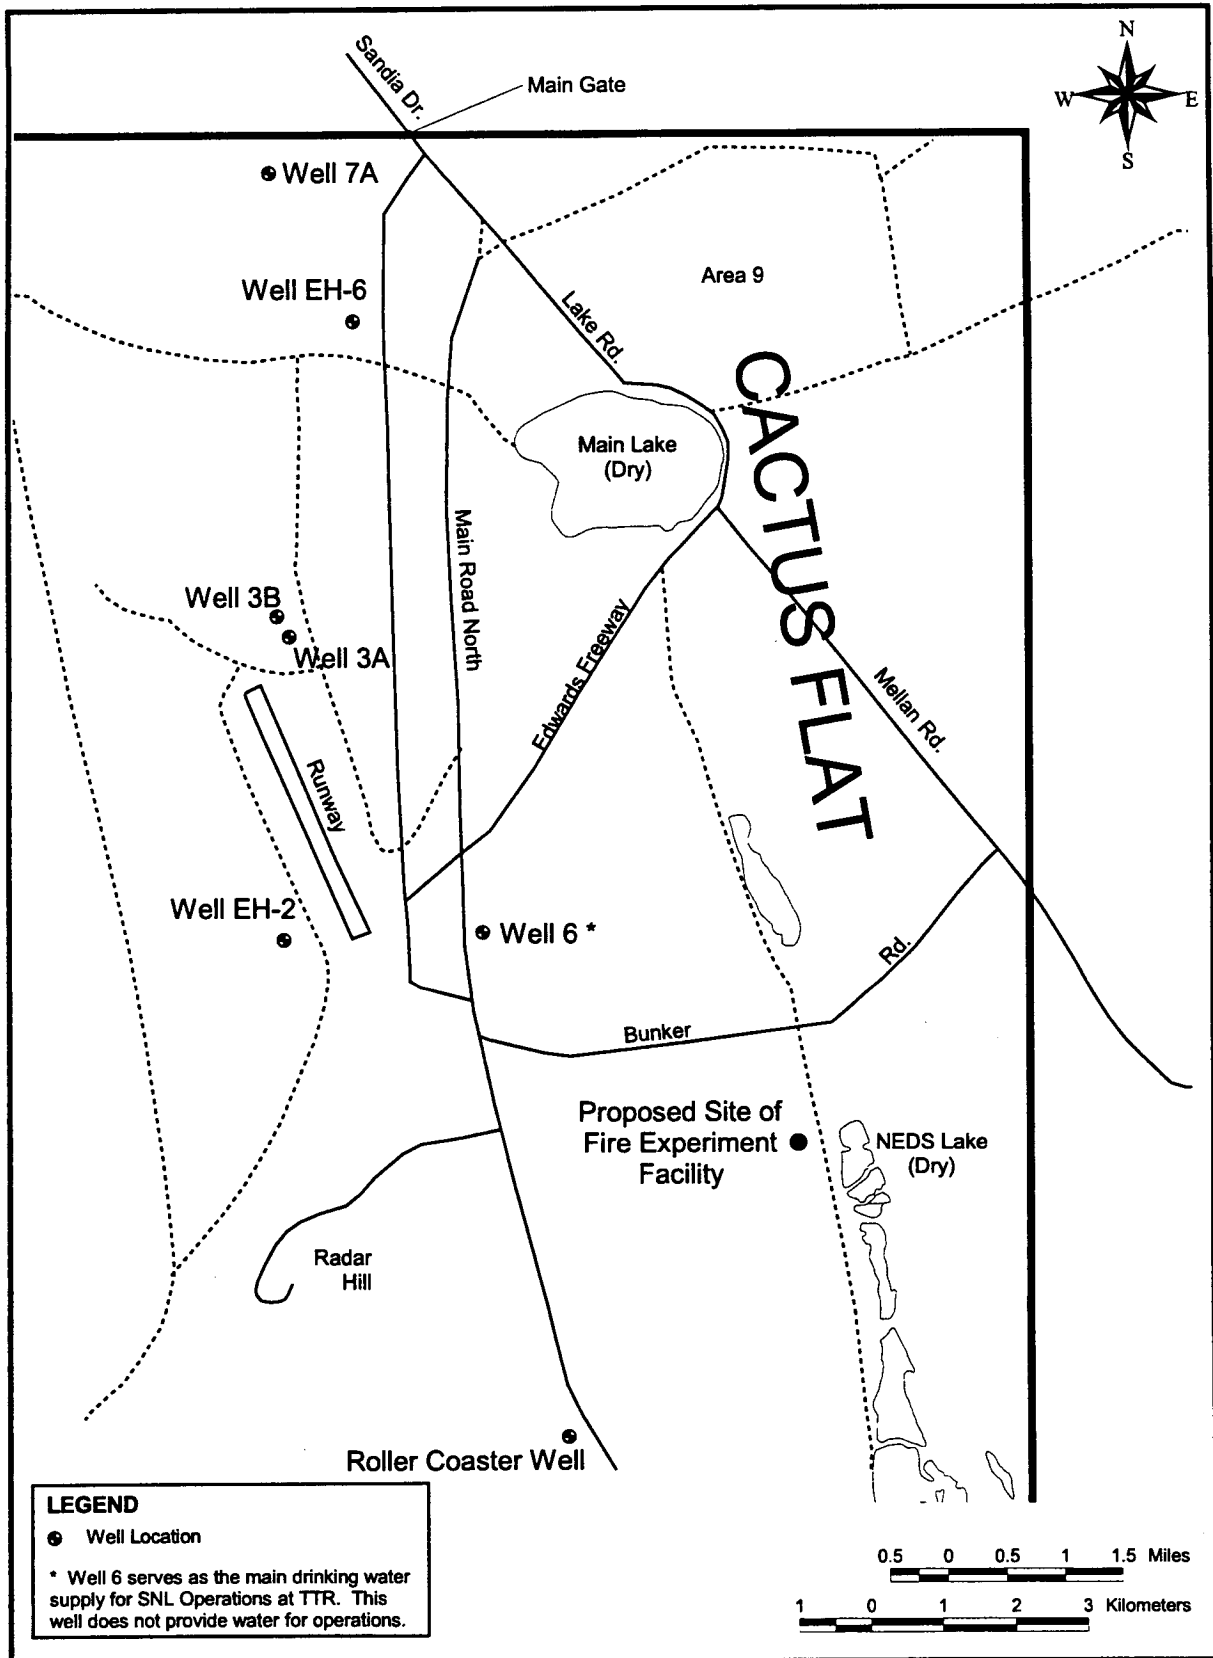 N
W E
S
Sandia Dr.
Main Gate
Well 7A
Well EH-6
Area 9
Lake Rd.
CACTUS FLAT
Main Lake
(Dry)
Main Road North
Well 3B
Well 3A
Edwards Freeway
Mellan Rd.
Runway
Well EH-2
Well 6 *
Bunker Rd.
Proposed Site of
Fire Experiment
Facility
NEDS Lake
(Dry)
Radar
Hill
Roller Coaster Well
LEGEND
Well Location
* Well 6 serves as the main drinking water
supply for SNL Operations at TTR. This
well does not provide water for operations.
0.5 0 0.5 1 1.5 Miles
1 0 1 2 3 Kilometers